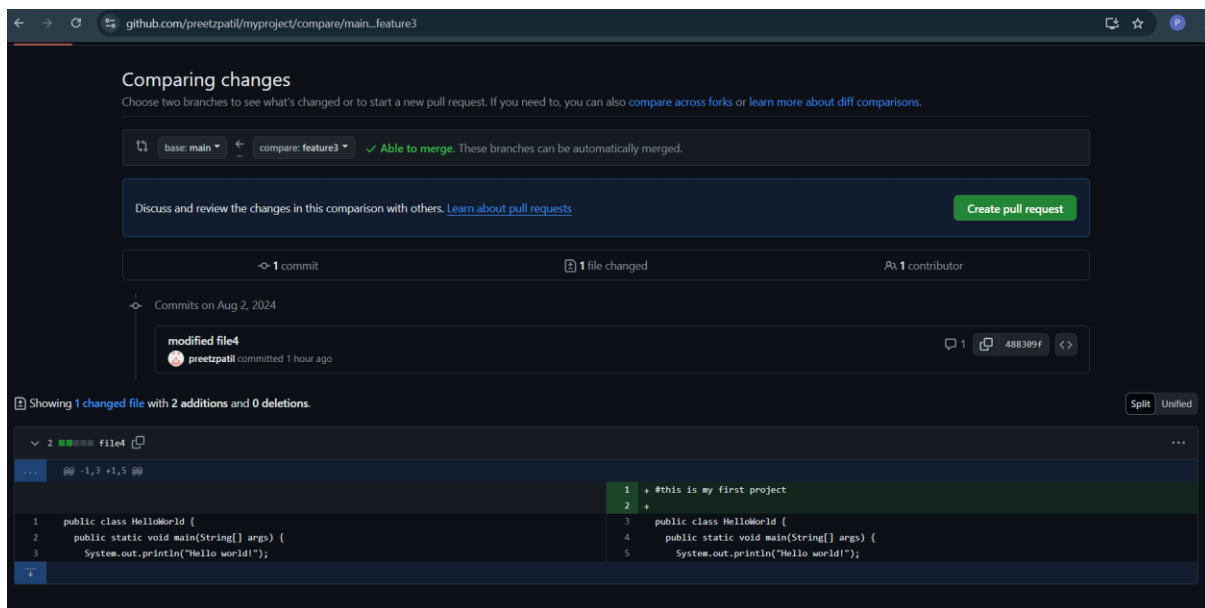 github.com/preetzpatil/myproject/compare/main...feature3
P
Comparing changes
Choose two branches to see what's changed or to start a new pull request. If you need to, you can also compare across forks or learn more about diff comparisons.
base: main compare: feature3 Able to merge. These branches can be automatically merged.
Discuss and review the changes in this comparison with others. Learn about pull requests
Create pull request
1 commit 1 file changed 1 contributor
Commits on Aug 2, 2024
modified file4
1 488309f <>
preetzpatil committed 1 hour ago
Showing 1 changed file with 2 additions and 0 deletions.
Split Unified
2 file4 ...
... @@ -1,3 +1,5 @@
1 + #this is my first project
2 +
1 public class HelloWorld { 3 public class HelloWorld {
2 public static void main(String[] args) { 4 public static void main(String[] args) {
3 System.out.println("Hello world!"); 5 System.out.println("Hello world!");